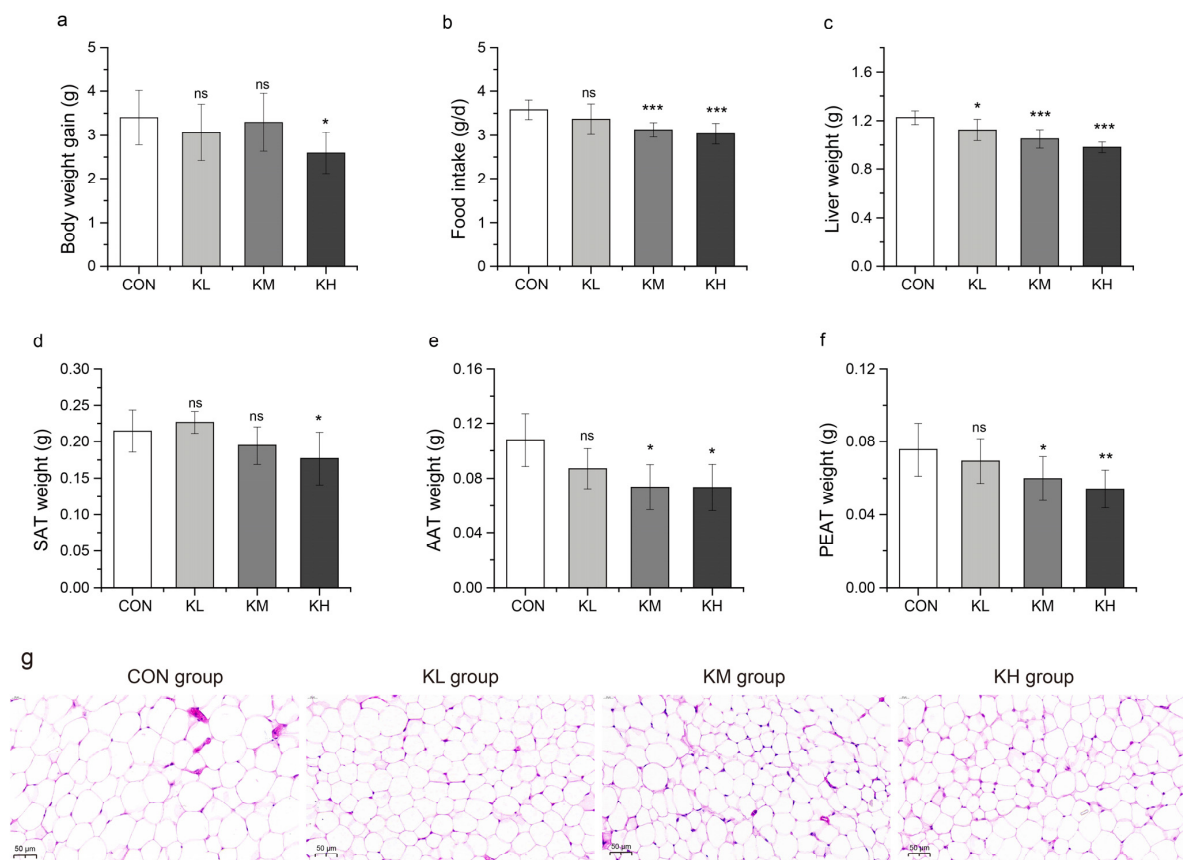 a
Body weight gain (g)
5
4
3
2
1
0
ns
ns
*
CON KL KM KH
b
Food intake (g/d)
5
4
3
2
1
0
ns
***
***
CON KL KM KH
c
Liver weight (g)
1.6
1.2
0.8
0.4
0.0
*
***
***
CON KL KM KH
d
SAT weight (g)
0.30
0.25
0.20
0.15
0.10
0.05
0.00
ns
ns
*
CON KL KM KH
e
AAT weight (g)
0.16
0.12
0.08
0.04
0.00
ns
*
*
CON KL KM KH
f
PEAT weight (g)
0.12
0.08
0.04
0.00
ns
*
**
CON KL KM KH
g
CON group KL group KM group KH group
50 µm 50 µm 50 µm 50 µm